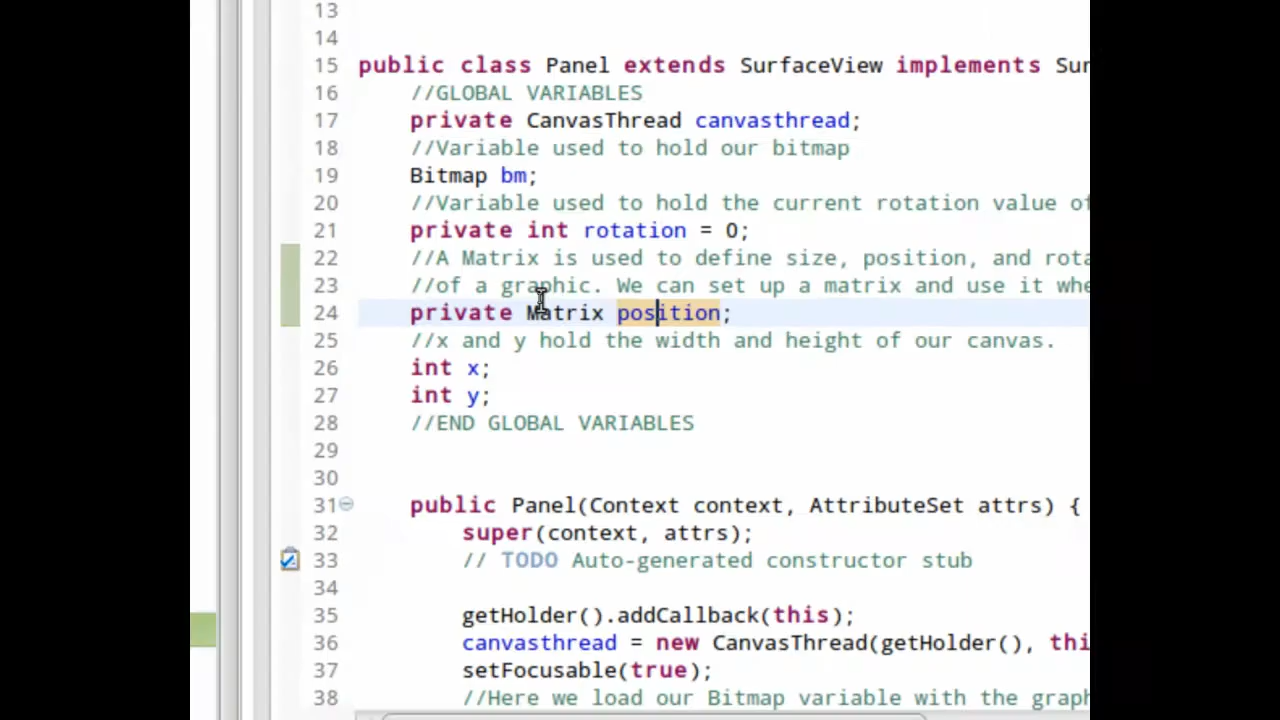 13
14
15 public class Panel extends SurfaceView implements Sur
16 //GLOBAL VARIABLES
17 private CanvasThread canvasthread;
18 //Variable used to hold our bitmap
19 Bitmap bm;
20 //Variable used to hold the current rotation value of
21 private int rotation = 0;
22 //A Matrix is used to define size, position, and rota
23 //of a graphic. We can set up a matrix and use it whe
24 private Matrix position;
25 //x and y hold the width and height of our canvas.
26 int x;
27 int y;
28 //END GLOBAL VARIABLES
29
30
31 public Panel(Context context, AttributeSet attrs) {
32 super(context, attrs);
33 // TODO Auto-generated constructor stub
34
35 getHolder().addCallback(this);
36 canvasthread = new CanvasThread(getHolder(), thi
37 setFocusable(true);
38 //Here we load our Bitmap variable with the grap